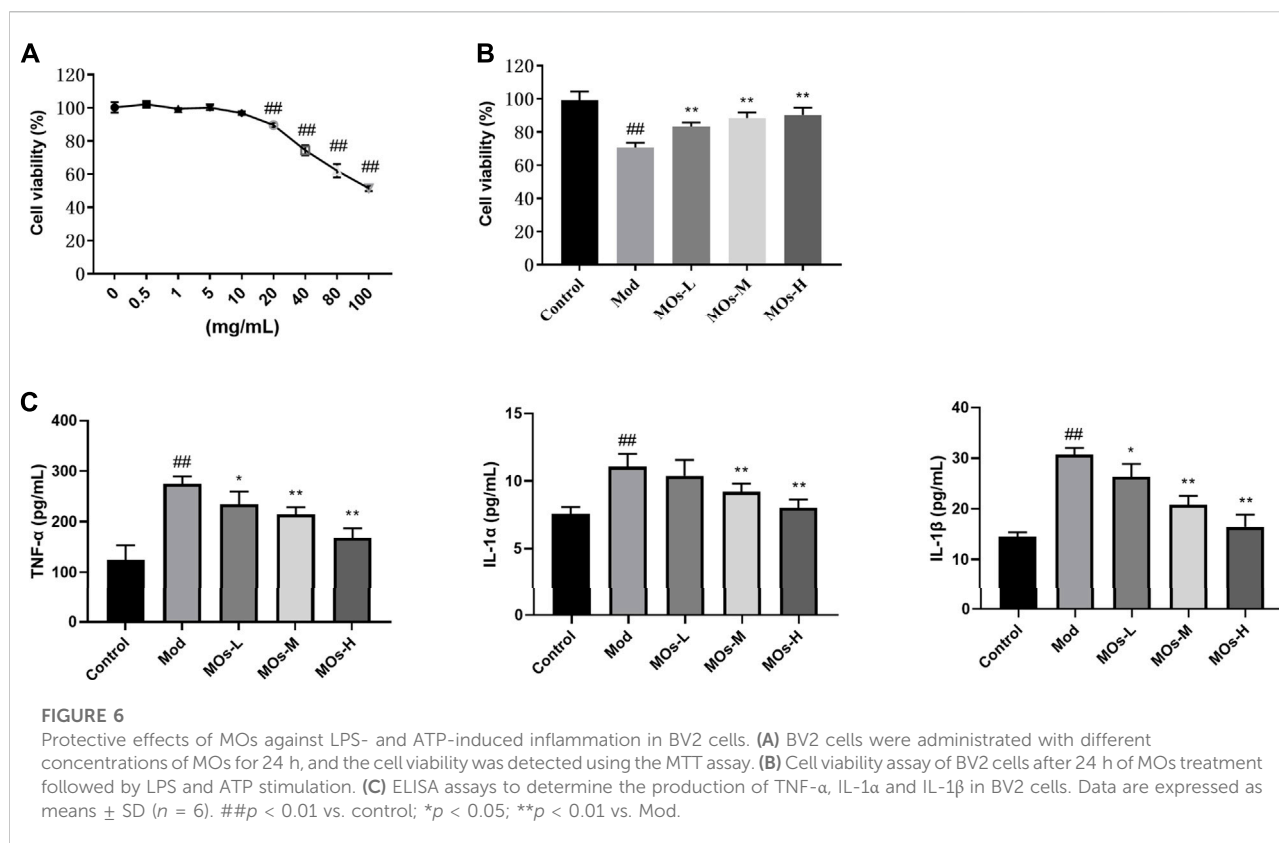 A
Cell viability (%)
120
100
80
60
40
20
0
## ## ## ##
0 0.5 1 5 10 20 40 80 100
(mg/mL)
B
Cell viability (%)
120
100
80
60
40
20
0
## ** ** **
Control Mod MOs-L MOs-M MOs-H
C
TNF-α (pg/mL)
400
300
200
100
0
## * ** **
Control Mod MOs-L MOs-M MOs-H
IL-1α (pg/mL)
15
10
5
0
## ** **
Control Mod MOs-L MOs-M MOs-H
IL-1β (pg/mL)
40
30
20
10
0
## * ** **
Control Mod MOs-L MOs-M MOs-H
FIGURE 6
Protective effects of MOs against LPS- and ATP-induced inflammation in BV2 cells. (A) BV2 cells were administrated with different
concentrations of MOs for 24 h, and the cell viability was detected using the MTT assay. (B) Cell viability assay of BV2 cells after 24 h of MOs treatment
followed by LPS and ATP stimulation. (C) ELISA assays to determine the production of TNF-α, IL-1α and IL-1β in BV2 cells. Data are expressed as
means ± SD (n = 6). ##p < 0.01 vs. control; *p < 0.05; **p < 0.01 vs. Mod.